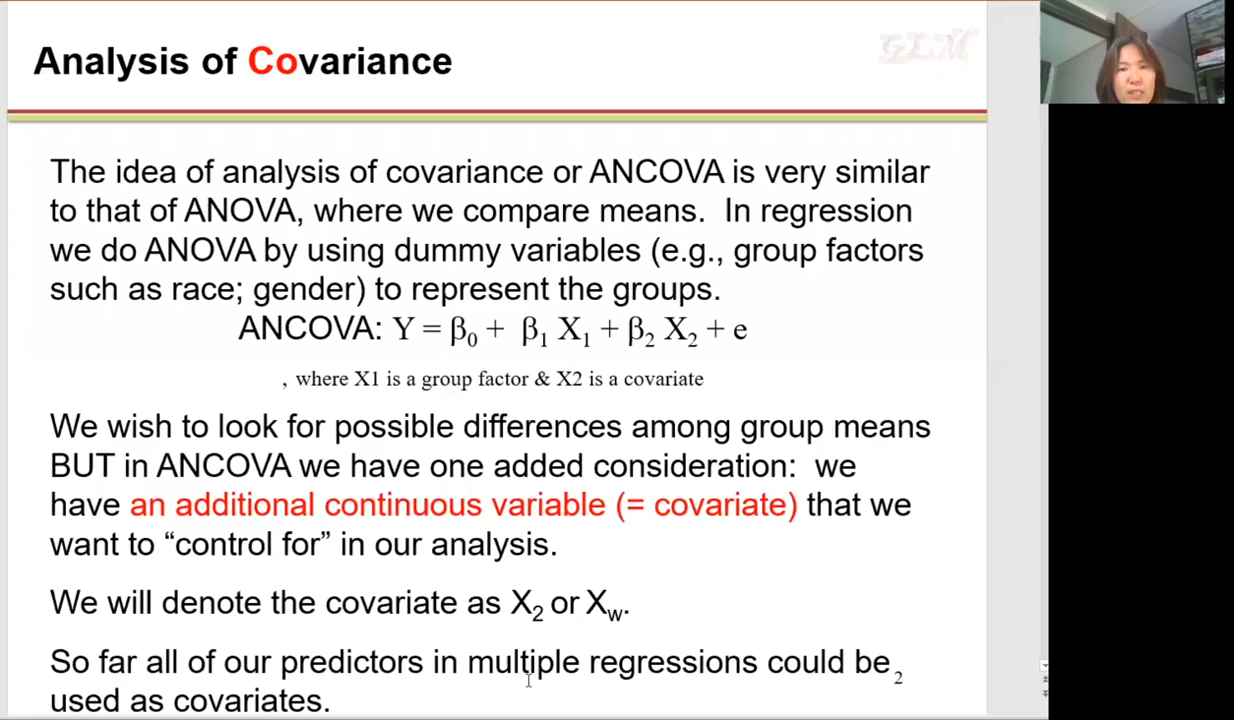 Analysis of Covariance
GLM
The idea of analysis of covariance or ANCOVA is very similar
to that of ANOVA, where we compare means. In regression
we do ANOVA by using dummy variables (e.g., group factors
such as race; gender) to represent the groups.
ANCOVA: Y = β0 + β1 X1 + β2 X2 + e
, where X1 is a group factor & X2 is a covariate
We wish to look for possible differences among group means
BUT in ANCOVA we have one added consideration: we
have an additional continuous variable (= covariate) that we
want to “control for” in our analysis.
We will denote the covariate as X2 or Xw.
So far all of our predictors in multiple regressions could be
used as covariates.
2